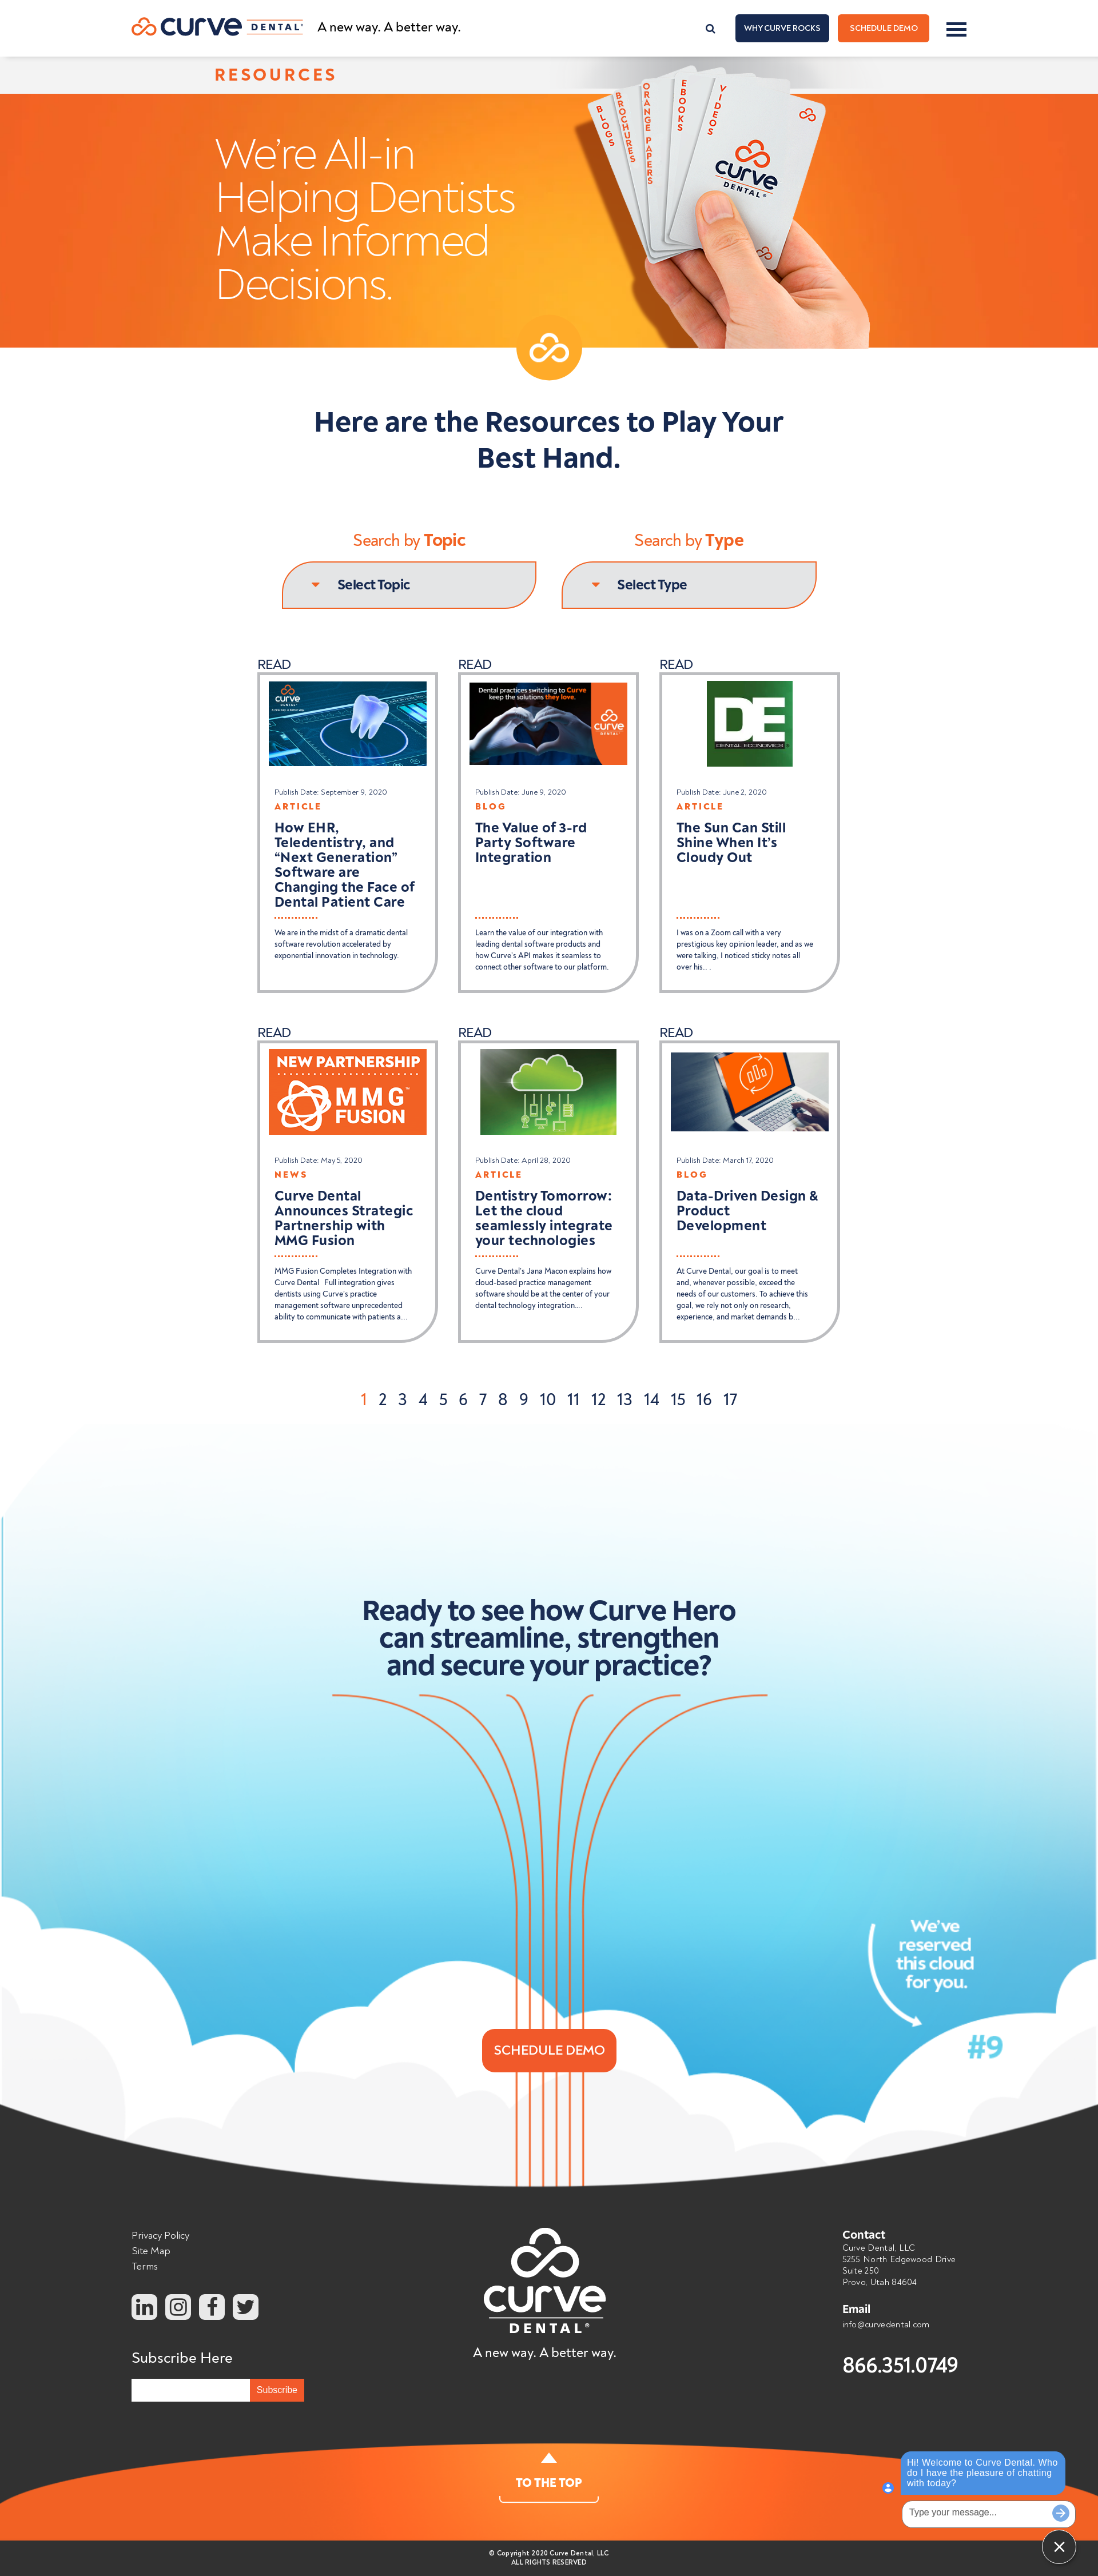 curve
DENTAL®
A new way. A better way.
WHY CURVE ROCKS
SCHEDULE DEMO
RESOURCES
We're All-in
Helping Dentists
Make Informed
Decisions.
BLOGS
BROCHURES
ORANGE PAPERS
EBOOKS
VIDEOS
curve
DENTAL®
Here are the Resources to Play Your
Best Hand.
Search by Topic
Select Topic
Search by Type
Select Type
READ
curve
DENTAL
Publish Date: September 9, 2020
ARTICLE
How EHR,
Teledentistry, and
“Next Generation”
Software are
Changing the Face of
Dental Patient Care
We are in the midst of a dramatic dental
software revolution accelerated by
exponential innovation in technology.
READ
Dental practices switching to Curve
keep the solutions they love.
curve
DENTAL
Publish Date: June 9, 2020
BLOG
The Value of 3-rd
Party Software
Integration
Learn the value of our integration with
leading dental software products and
how Curve's API makes it seamless to
connect other software to our platform.
READ
DE
DENTAL ECONOMICS®
Publish Date: June 2, 2020
ARTICLE
The Sun Can Still
Shine When It's
Cloudy Out
I was on a Zoom call with a very
prestigious key opinion leader, and as we
were talking, I noticed sticky notes all
over his.. .
READ
NEW PARTNERSHIP
MMG™
FUSION
Publish Date: May 5, 2020
NEWS
Curve Dental
Announces Strategic
Partnership with
MMG Fusion
MMG Fusion Completes Integration with
Curve Dental Full integration gives
dentists using Curve's practice
management software unprecedented
ability to communicate with patients a...
READ
Publish Date: April 28, 2020
ARTICLE
Dentistry Tomorrow:
Let the cloud
seamlessly integrate
your technologies
Curve Dental's Jana Macon explains how
cloud-based practice management
software should be at the center of your
dental technology integration....
READ
Publish Date: March 17, 2020
BLOG
Data-Driven Design &
Product
Development
At Curve Dental, our goal is to meet
and, whenever possible, exceed the
needs of our customers. To achieve this
goal, we rely not only on research,
experience, and market demands b...
1 2 3 4 5 6 7 8 9 10 11 12 13 14 15 16 17
Ready to see how Curve Hero
can streamline, strengthen
and secure your practice?
We've
reserved
this cloud
for you.
#9
SCHEDULE DEMO
Privacy Policy
Site Map
Terms
Subscribe Here
Subscribe
curve
DENTAL®
A new way. A better way.
Contact
Curve Dental, LLC
5255 North Edgewood Drive
Suite 250
Provo, Utah 84604
Email
info@curvedental.com
866.351.0749
TO THE TOP
Hi! Welcome to Curve Dental. Who
do I have the pleasure of chatting
with today?
Type your message...
© Copyright 2020 Curve Dental, LLC
ALL RIGHTS RESERVED